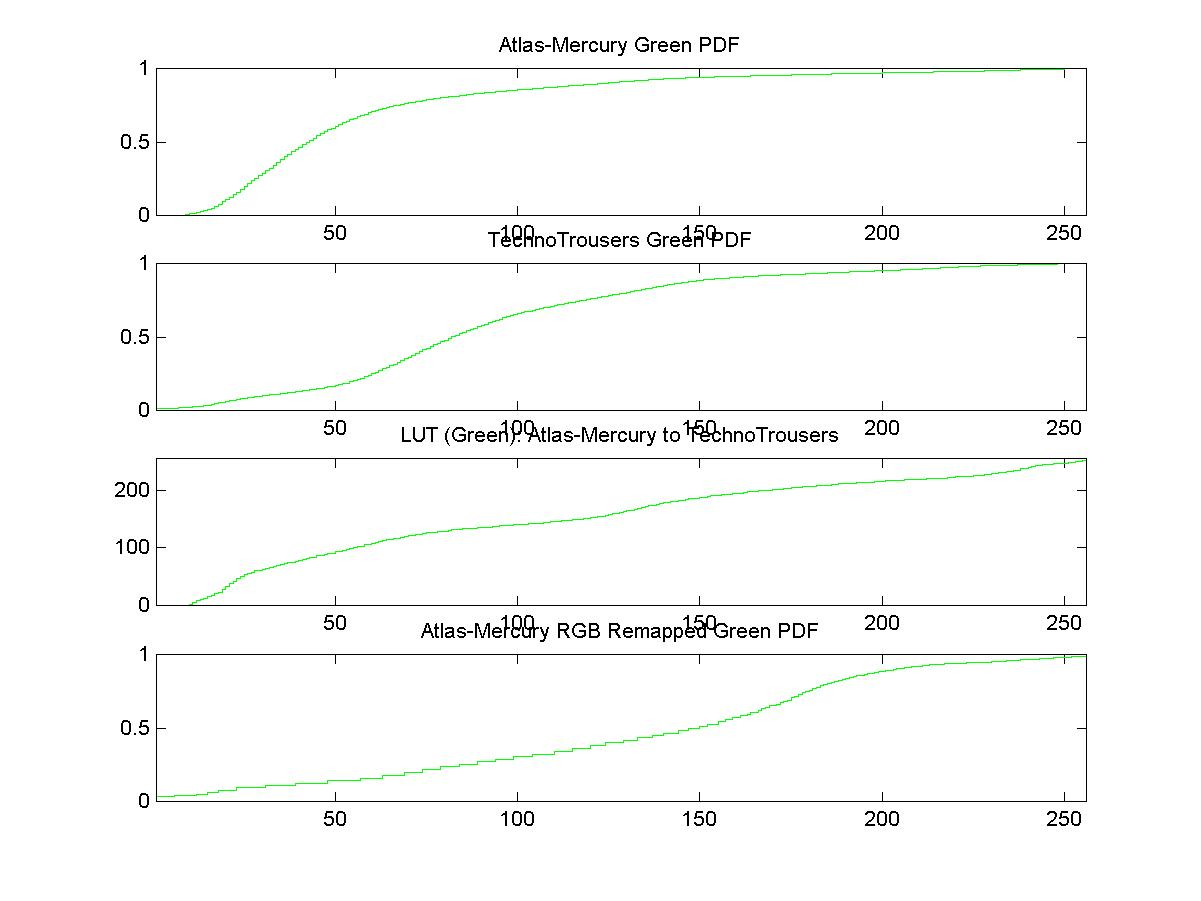 Atlas-Mercury Green PDF
1
0.5
0
50 100 150 200 250
TechnoTrousers Green PDF
1
0.5
0
50 100 150 200 250
LUT (Green): Atlas-Mercury to TechnoTrousers
200
100
0
50 100 150 200 250
Atlas-Mercury RGB Remapped Green PDF
1
0.5
0
50 100 150 200 250